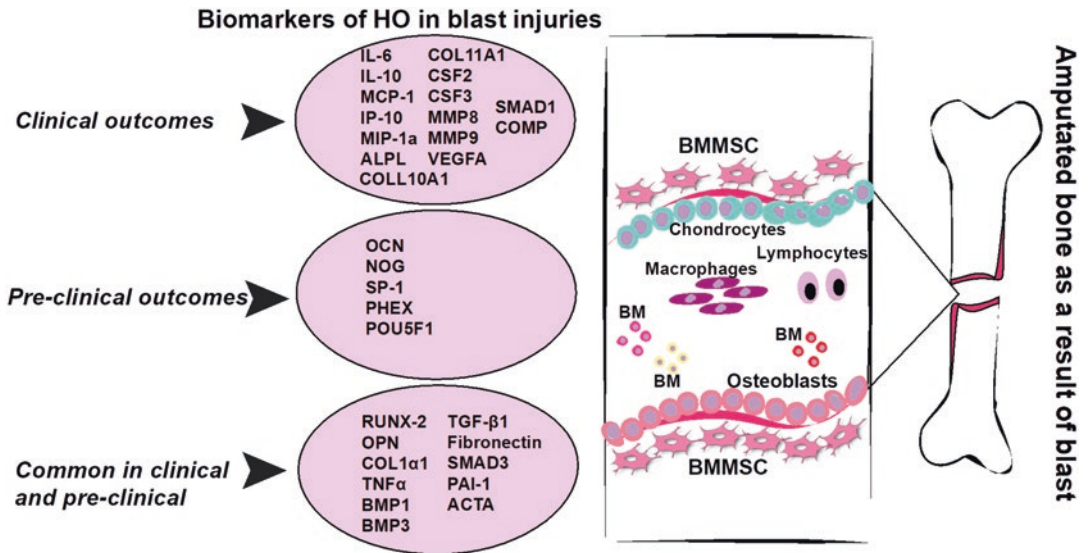 Biomarkers of HO in blast injuries
Clinical outcomes
IL-6 COL11A1
IL-10 CSF2
MCP-1 CSF3
IP-10 MMP8 SMAD1
MIP-1a MMP9 COMP
ALPL VEGFA
COLL10A1
Pre-clinical outcomes
OCN
NOG
SP-1
PHEX
POU5F1
Common in clinical
and pre-clinical
RUNX-2 TGF-β1
OPN Fibronectin
COL1α1 SMAD3
TNFα PAI-1
BMP1 ACTA
BMP3
BMMSC
Chondrocytes
Lymphocytes
Macrophages
BM
BM
BM
Osteoblasts
BMMSC
Amputated bone as a result of blast